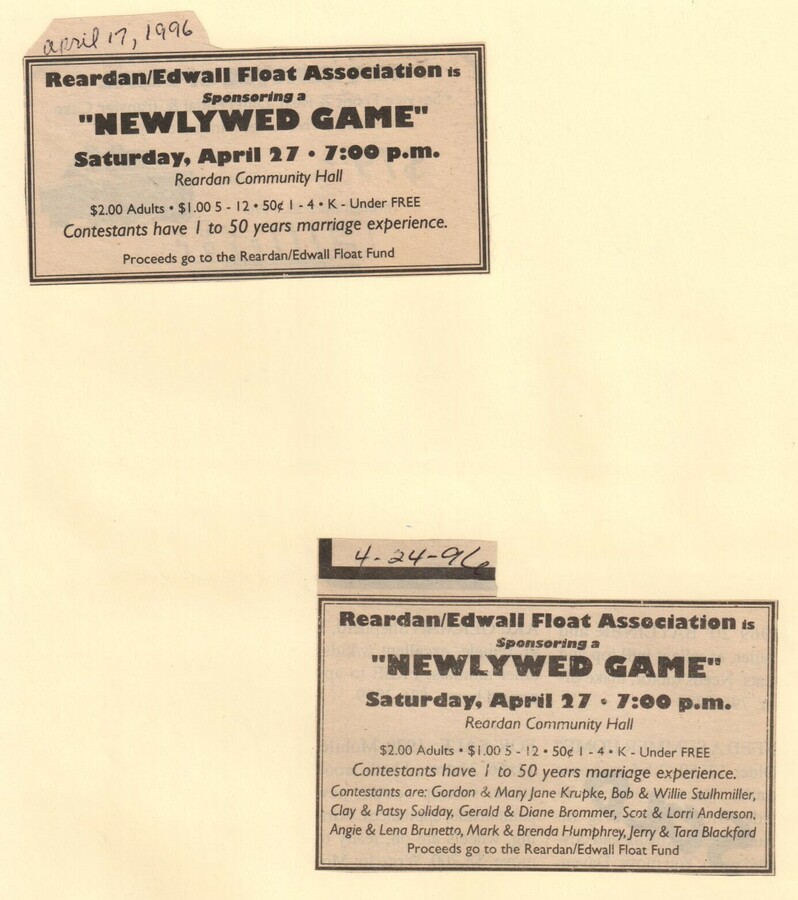 april 17, 1996
Reardan/Edwall Float Association is
Sponsoring a
"NEWLYWED GAME"
Saturday, April 27 • 7:00 p.m.
Reardan Community Hall
$2.00 Adults • $1.00 5 - 12 • 50¢ 1 - 4 • K - Under FREE
Contestants have 1 to 50 years marriage experience.
Proceeds go to the Reardan/Edwall Float Fund
4-24-96
Reardan/Edwall Float Association is
Sponsoring a
"NEWLYWED GAME"
Saturday, April 27 • 7:00 p.m.
Reardan Community Hall
$2.00 Adults • $1.00 5 - 12 • 50¢ 1 - 4 • K - Under FREE
Contestants have 1 to 50 years marriage experience.
Contestants are: Gordon & Mary Jane Krupke, Bob & Willie Stulhmiller,
Clay & Patsy Soliday, Gerald & Diane Brommer, Scot & Lorri Anderson,
Angie & Lena Brunetto, Mark & Brenda Humphrey, Jerry & Tara Blackford
Proceeds go to the Reardan/Edwall Float Fund